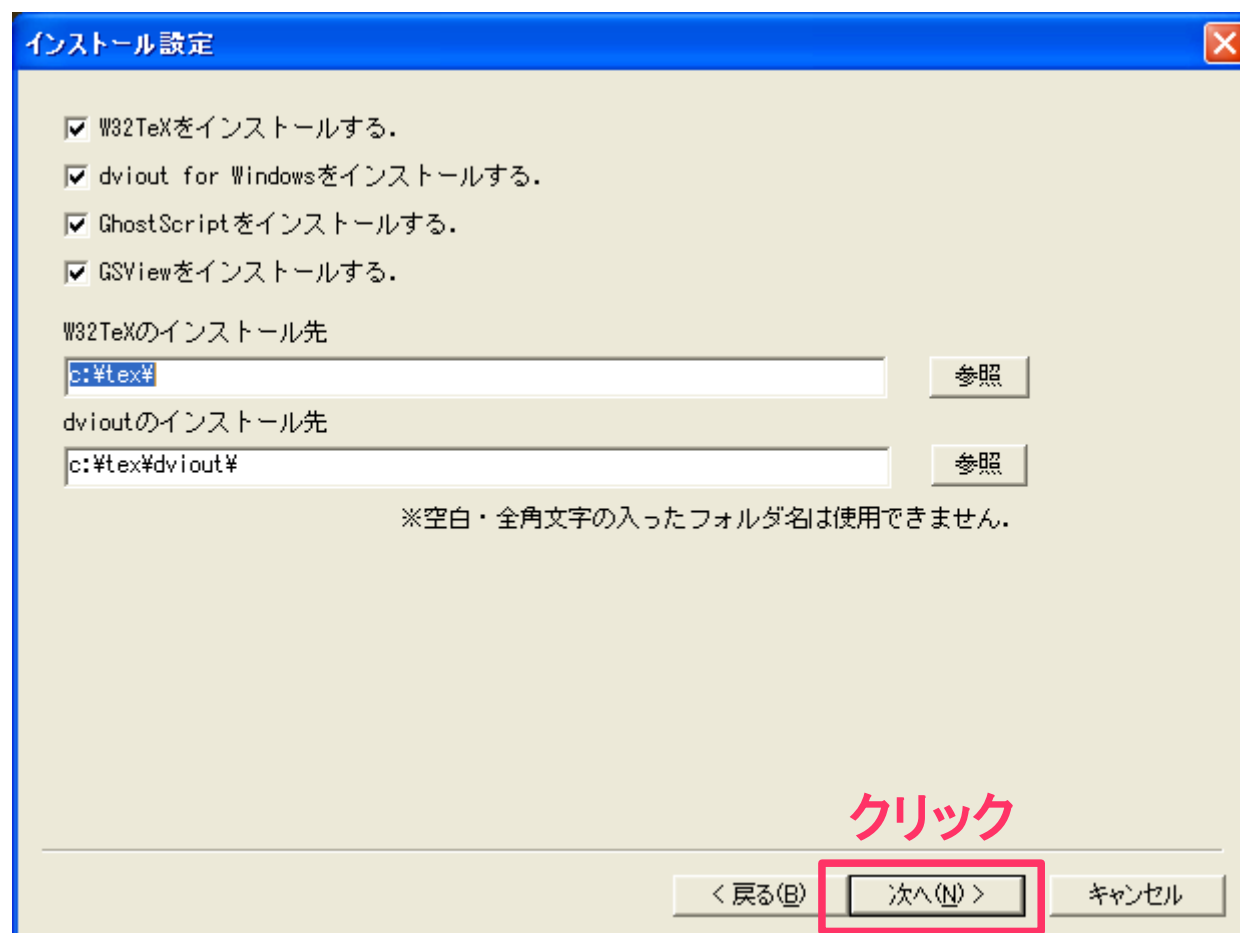 インストール設定
W32TeXをインストールする.
dviout for Windowsをインストールする.
GhostScriptをインストールする.
GSViewをインストールする.
W32TeXのインストール先
c:¥tex¥
参照
dvioutのインストール先
c:¥tex¥dviout¥
参照
※空白・全角文字の入ったフォルダ名は使用できません.
クリック
< 戻る(B)
次へ(N) >
キャンセル